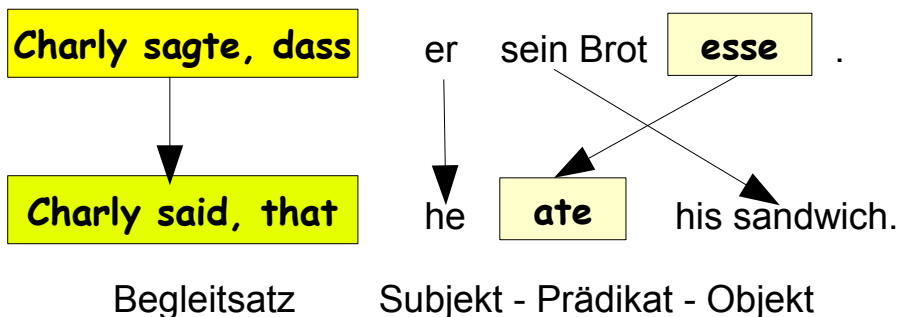 Charly sagte, dass er sein Brot esse .
Charly said, that he ate his sandwich.
Begleitsatz Subjekt - Prädikat - Objekt